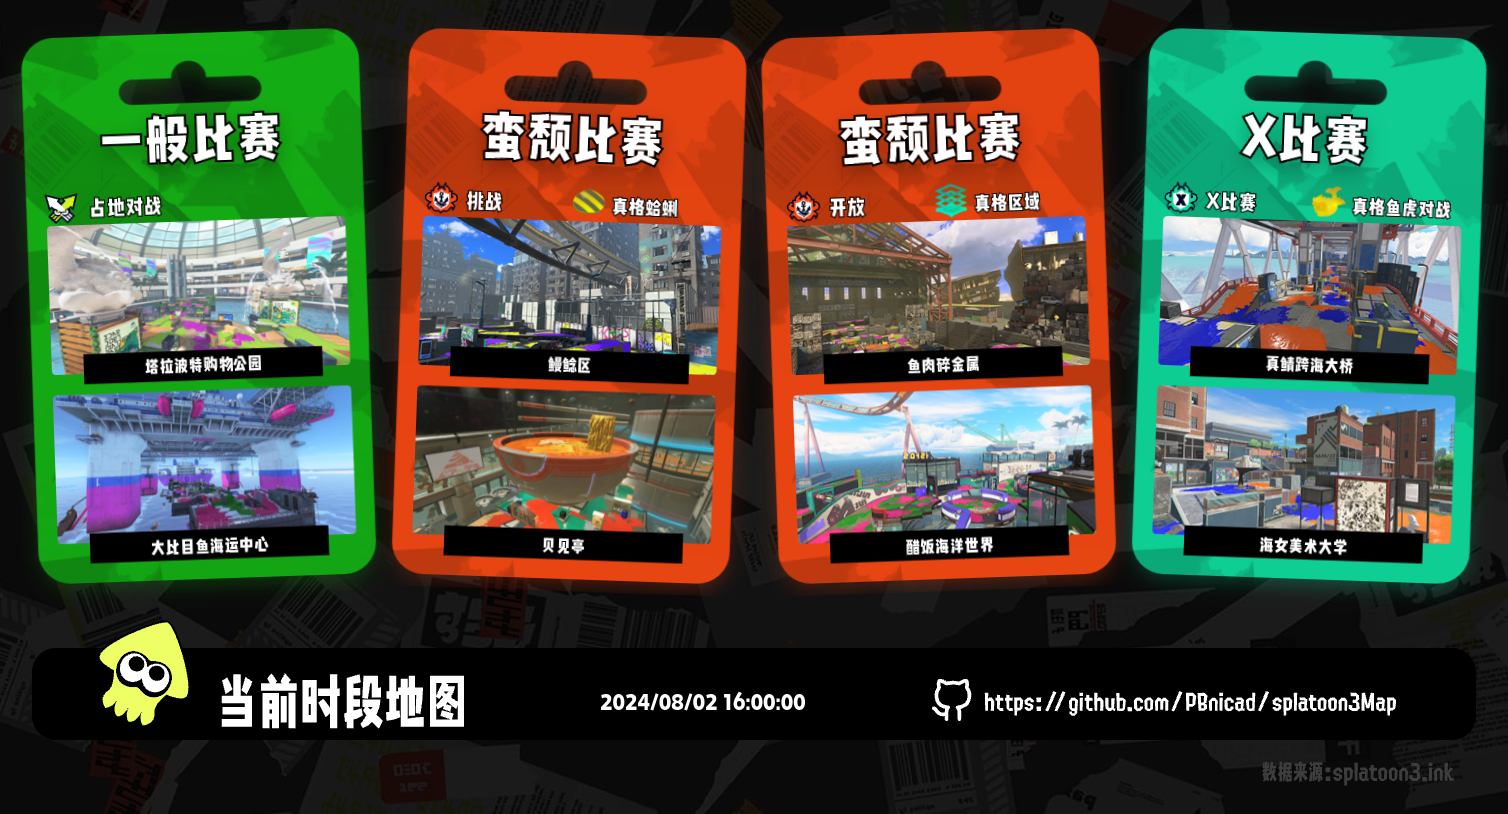 一般比赛
占地对战
塔拉波特购物公园
大比目鱼海运中心
蛮颓比赛
挑战
真格蛤蜊
鳗鲶区
贝见亭
蛮颓比赛
开放
真格区域
鱼肉碎金属
醋饭海洋世界
X比赛
X比赛
真格鱼虎对战
真鲭跨海大桥
海女美术大学
当前时段地图
2024/08/02 16:00:00
https://github.com/PBnicad/splatoon3Map
数据来源:splatoon3.ink